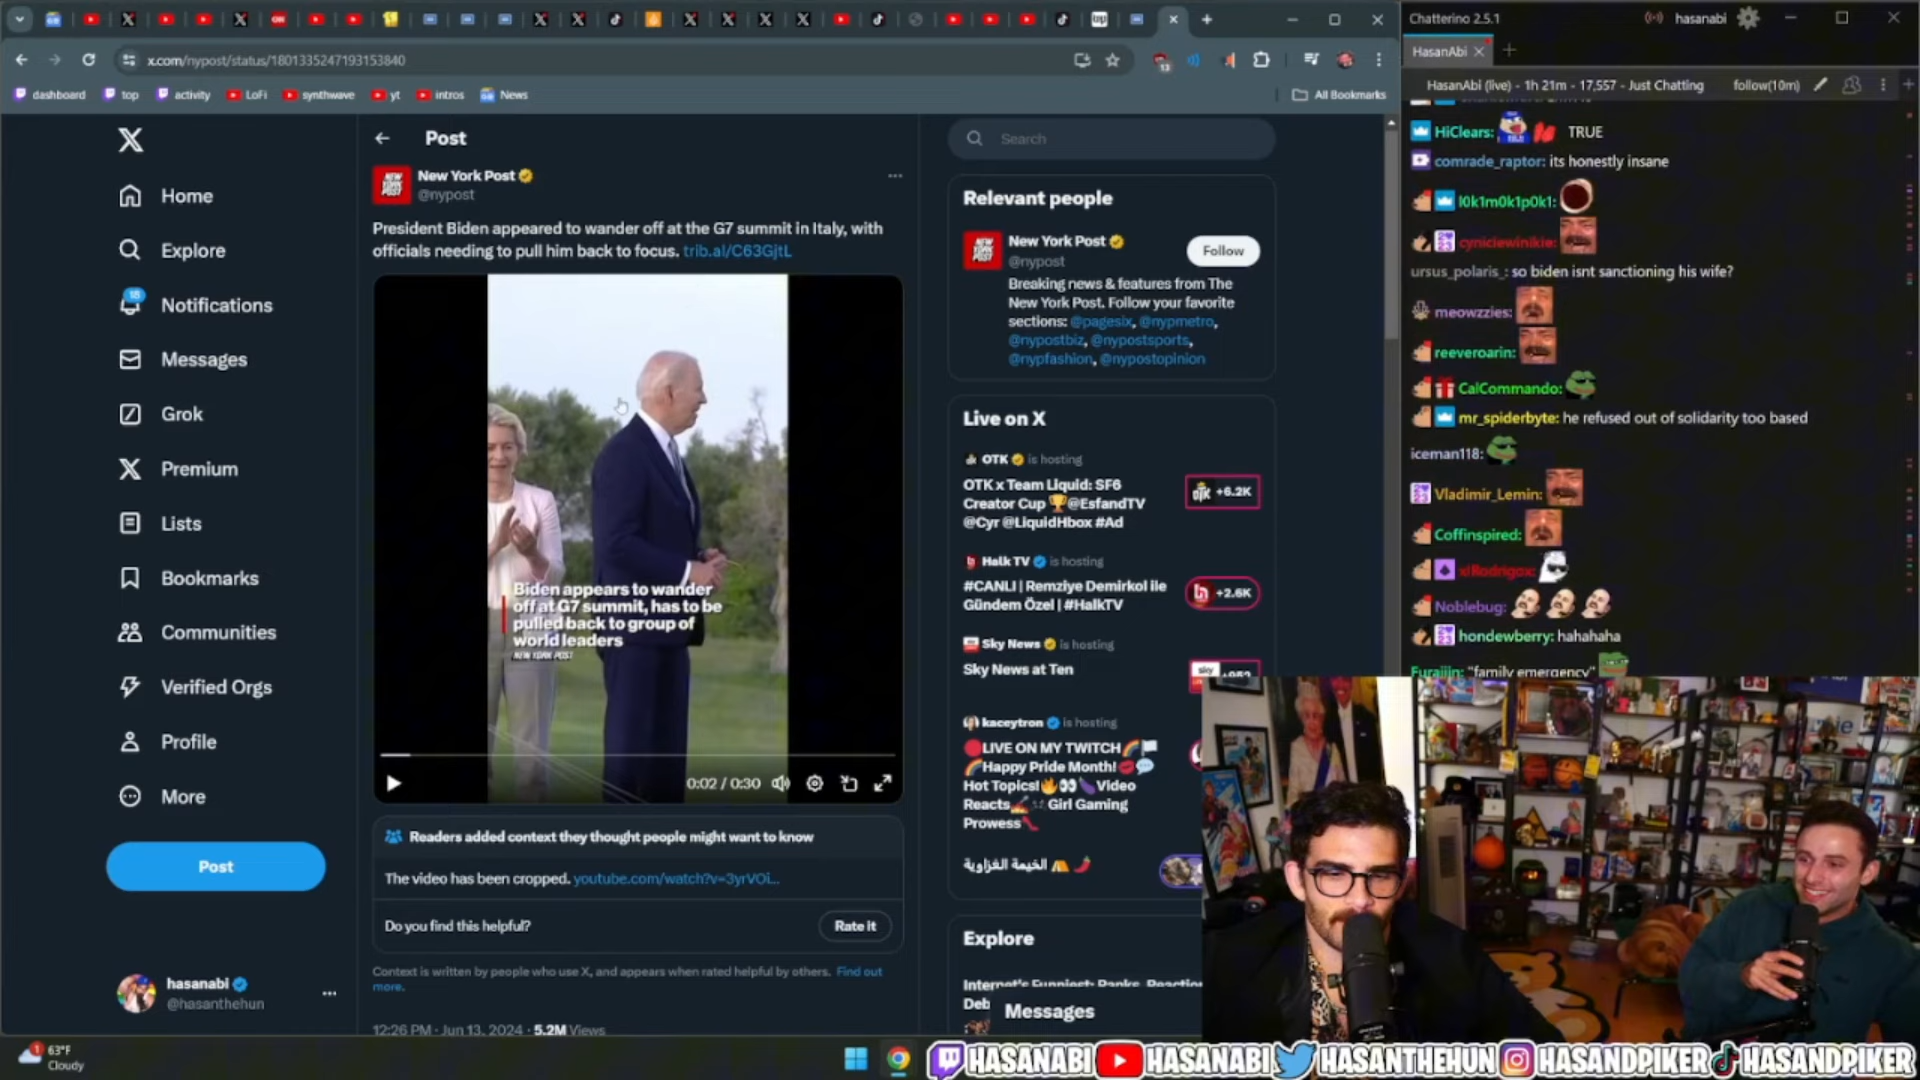 x.com/nypost/status/1801335247193153840
dashboard
top
activity
LoFi
synthwave
yt
intros
News
All Bookmarks
13
Home
Explore
18
Notifications
Messages
Grok
Premium
Lists
Bookmarks
Communities
Verified Orgs
Profile
More
Post
hasanabi
@hasanthehun
Post
New York Post
@nypost
President Biden appeared to wander off at the G7 summit in Italy, with
officials needing to pull him back to focus. trib.al/C63GjtL
Biden appears to wander
off at G7 summit, has to be
pulled back to group of
world leaders
NEW YORK POST
0:02 / 0:30
Readers added context they thought people might want to know
The video has been cropped. youtube.com/watch?v=3yrVOi...
Do you find this helpful?
Rate it
Context is written by people who use X, and appears when rated helpful by others. Find out
more.
12:26 PM · Jun 13, 2024 · 5.2M Views
Search
Relevant people
New York Post
@nypost
Follow
Breaking news & features from The
New York Post. Follow your favorite
sections: @pagesix, @nypmetro,
@nypostbiz, @nypostsports,
@nypfashion, @nypostopinion
Live on X
OTK is hosting
OTK x Team Liquid: SF6
Creator Cup 🏆@EsfandTV
@Cyr @LiquidHbox #Ad
+6.2K
Halk TV is hosting
#CANLI | Remziye Demirkol ile
Gündem Özel | #HalkTV
+2.6K
Sky News is hosting
Sky News at Ten
kaceytron is hosting
🔴LIVE ON MY TWITCH🌈🏳
🌈Happy Pride Month!💋💬
Hot Topics!🔥👀🍆Video
Reacts Girl Gaming
Prowess
الخيمة الغزاوية
Explore
Messages
Chatterino 2.5.1
hasanabi
HasanAbi
HasanAbi (live) - 1h 21m - 17,557 - Just Chatting
follow(10m)
HiClears: TRUE
comrade_raptor: its honestly insane
l0k1m0k1p0k1:
cyniciewinikie:
ursus_polaris_: so biden isnt sanctioning his wife?
meowzzies:
reeveroarin:
CalCommando:
mr_spiderbyte: he refused out of solidarity too based
iceman118:
Vladimir_Lemin:
Coffinspired:
xlRodrigox:
Noblebug:
hondewberry: hahahaha
"family emergency"
1
63°F
Cloudy
HASANABI
HASANABI
HASANTHEHUN
HASANDPIKER
HASANDPIKER